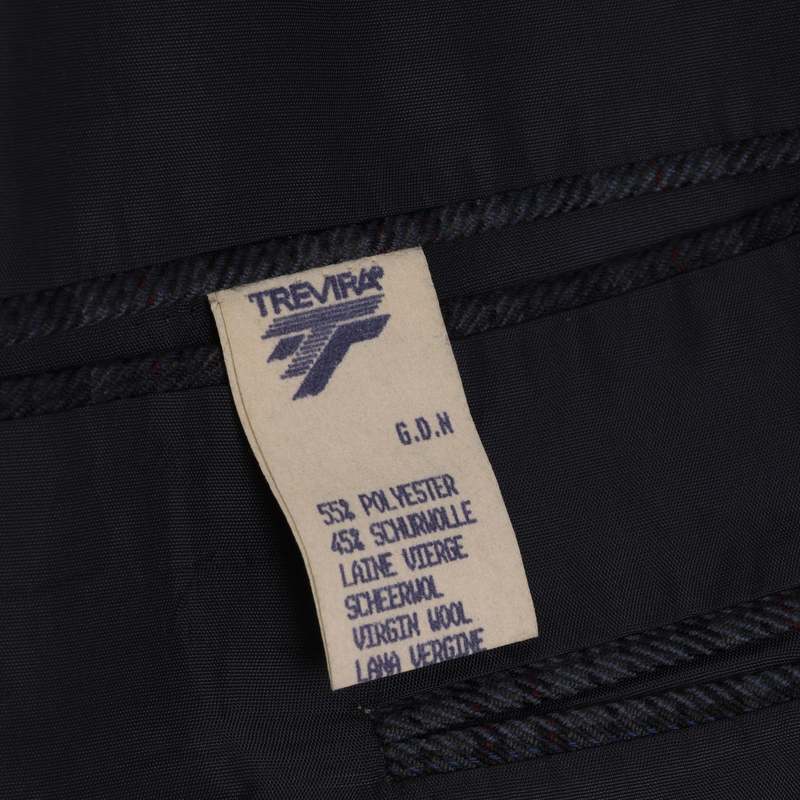 TREVIRA®
G.D.N
55% POLYESTER
45% SCHURWOLLE
LAINE VIERGE
SCHEERWOL
VIRGIN WOOL
LANA VERGINE